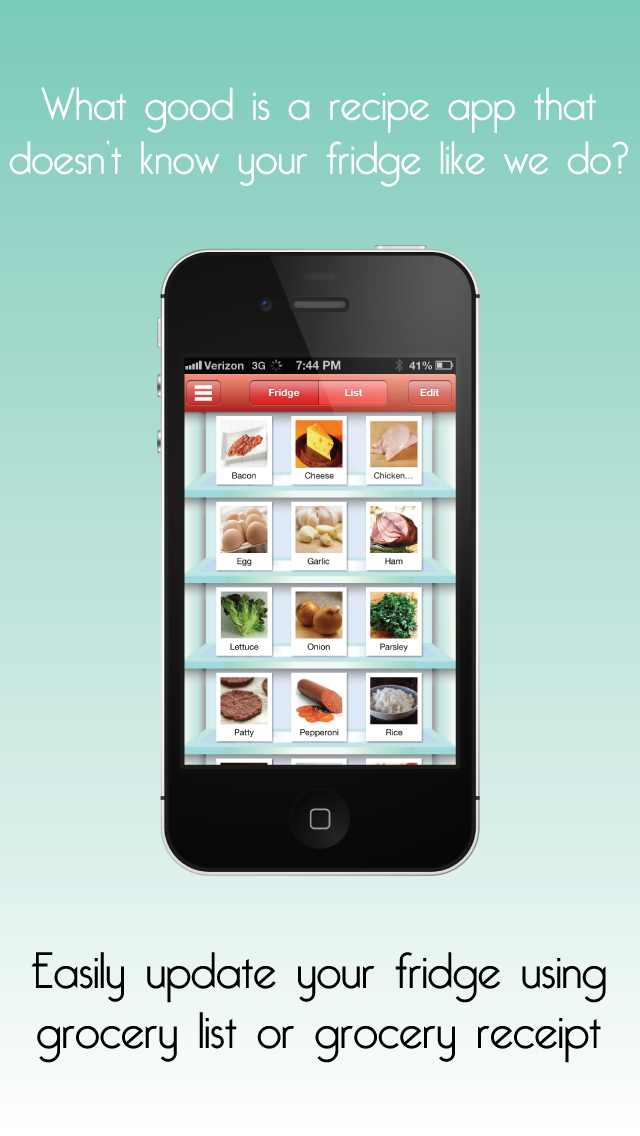 What good is a recipe app that
doesn't know your fridge like we do?
Verizon 3G 7:44 PM 41%
Fridge List Edit
Bacon Cheese Chicken...
Egg Garlic Ham
Lettuce Onion Parsley
Patty Pepperoni Rice
Easily update your fridge using
grocery list or grocery receipt